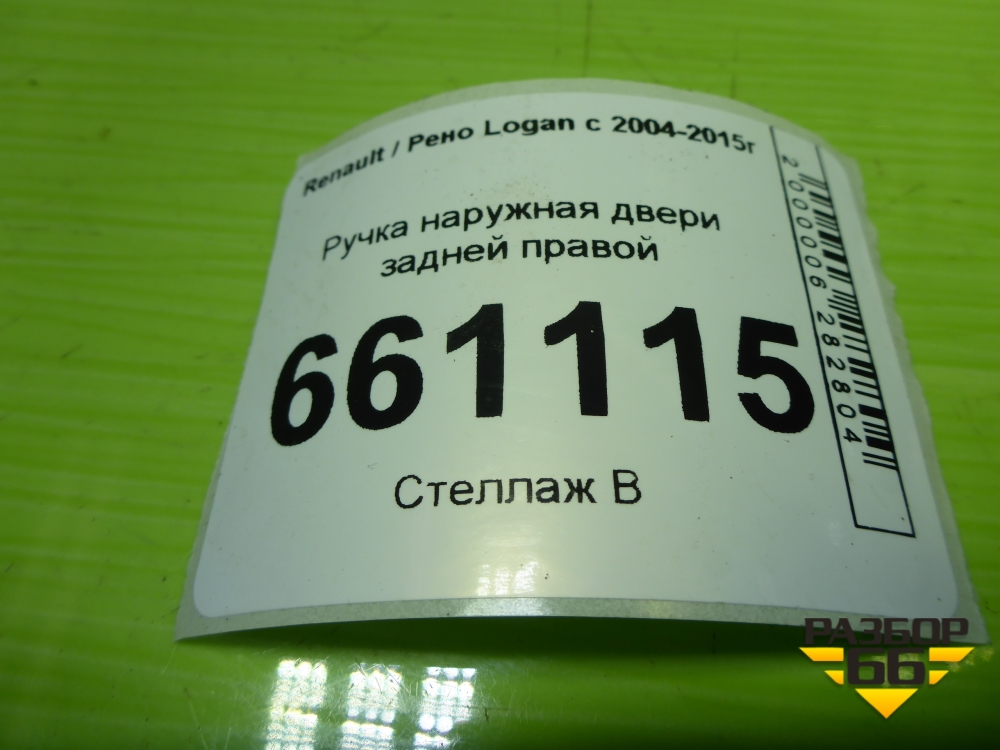 Renault / Рено Logan с 2004-2015г
Ручка наружная двери
задней правой
661115
Стеллаж В
2000006282804
РАЗБОР
66